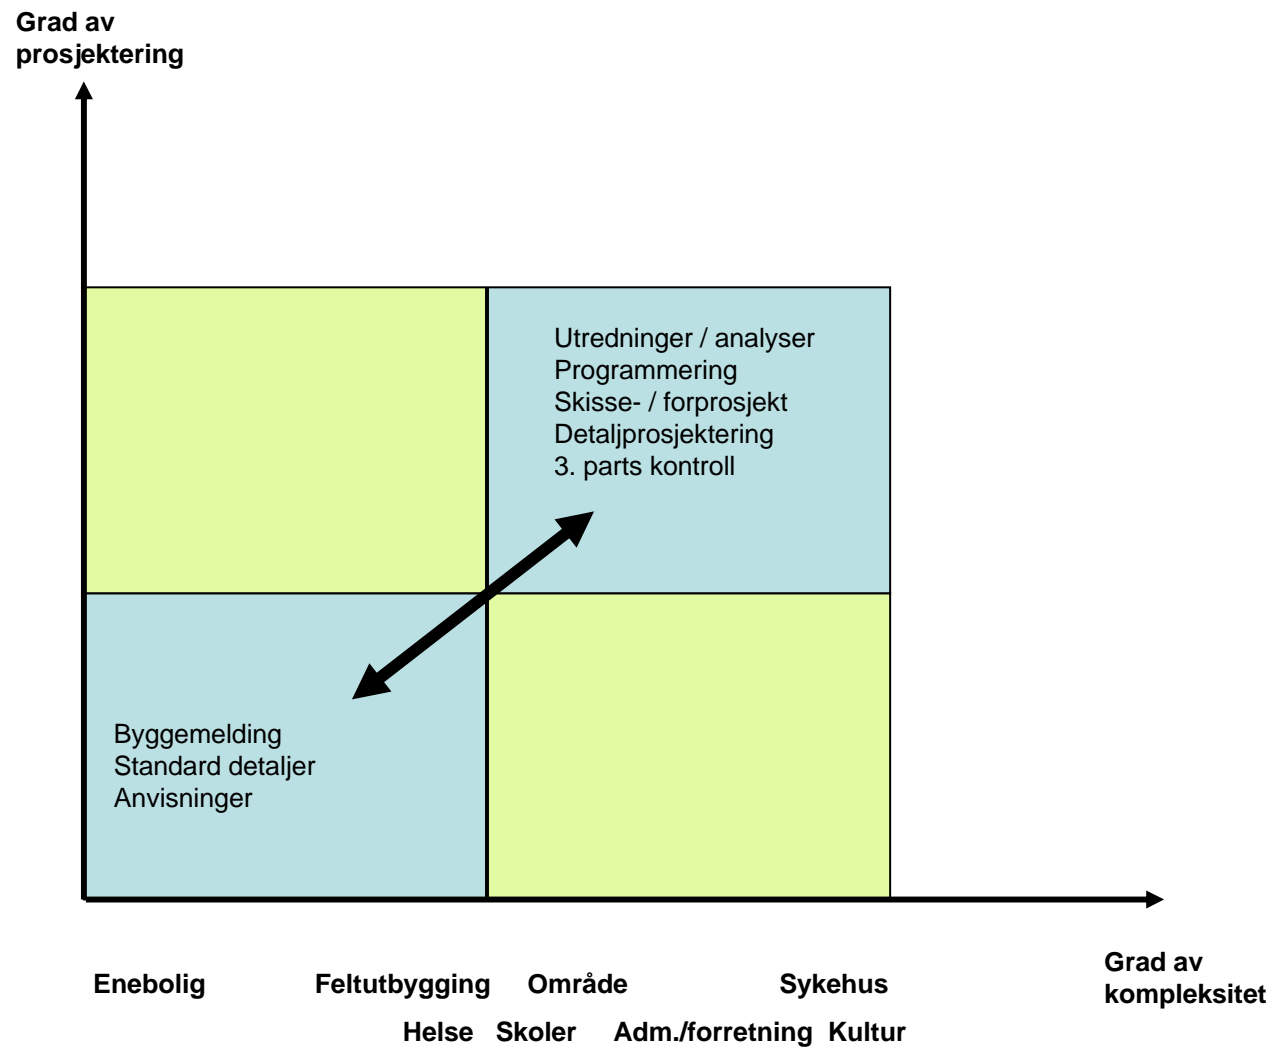 Grad av
prosjektering
Utredninger / analyser
Programmering
Skisse- / forprosjekt
Detaljprosjektering
3. parts kontroll
Byggemelding
Standard detaljer
Anvisninger
Enebolig Feltutbygging Område Sykehus
Helse Skoler Adm./forretning Kultur
Grad av
kompleksitet